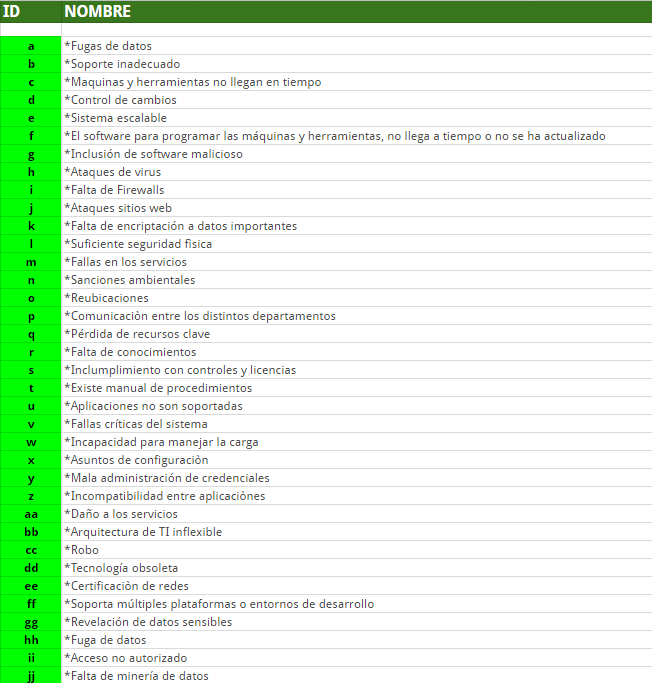 ID NOMBRE
a *Fugas de datos
b *Soporte inadecuado
c *Maquinas y herramientas no llegan en tiempo
d *Control de cambios
e *Sistema escalable
f *El software para programar las máquinas y herramientas, no llega a tiempo o no se ha actualizado
g *Inclusión de software malicioso
h *Ataques de virus
i *Falta de Firewalls
j *Ataques sitios web
k *Falta de encriptación a datos importantes
l *Suficiente seguridad fìsica
m *Fallas en los servicios
n *Sanciones ambientales
o *Reubicaciones
p *Comunicaciòn entre los distintos departamentos
q *Pérdida de recursos clave
r *Falta de conocimientos
s *Inclumplimiento con controles y licencias
t *Existe manual de procedimientos
u *Aplicaciones no son soportadas
v *Fallas críticas del sistema
w *Incapacidad para manejar la carga
x *Asuntos de configuraciòn
y *Mala administración de credenciales
z *Incompatibilidad entre aplicaciònes
aa *Daño a los servicios
bb *Arquitectura de TI inflexible
cc *Robo
dd *Tecnología obsoleta
ee *Certificaciòn de redes
ff *Soporta múltiples plataformas o entornos de desarrollo
gg *Revelación de datos sensibles
hh *Fuga de datos
ii *Acceso no autorizado
jj *Falta de minería de datos